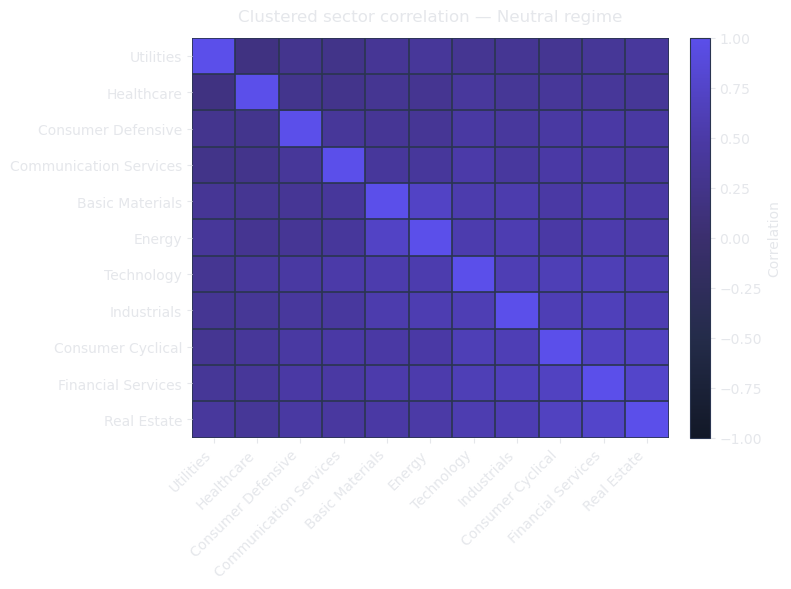 Clustered sector correlation — Neutral regime
Utilities
Healthcare
Consumer Defensive
Communication Services
Basic Materials
Energy
Technology
Industrials
Consumer Cyclical
Financial Services
Real Estate
Utilities
Healthcare
Consumer Defensive
Communication Services
Basic Materials
Energy
Technology
Industrials
Consumer Cyclical
Financial Services
Real Estate
1.00
0.75
0.50
0.25
0.00
−0.25
−0.50
−0.75
−1.00
Correlation